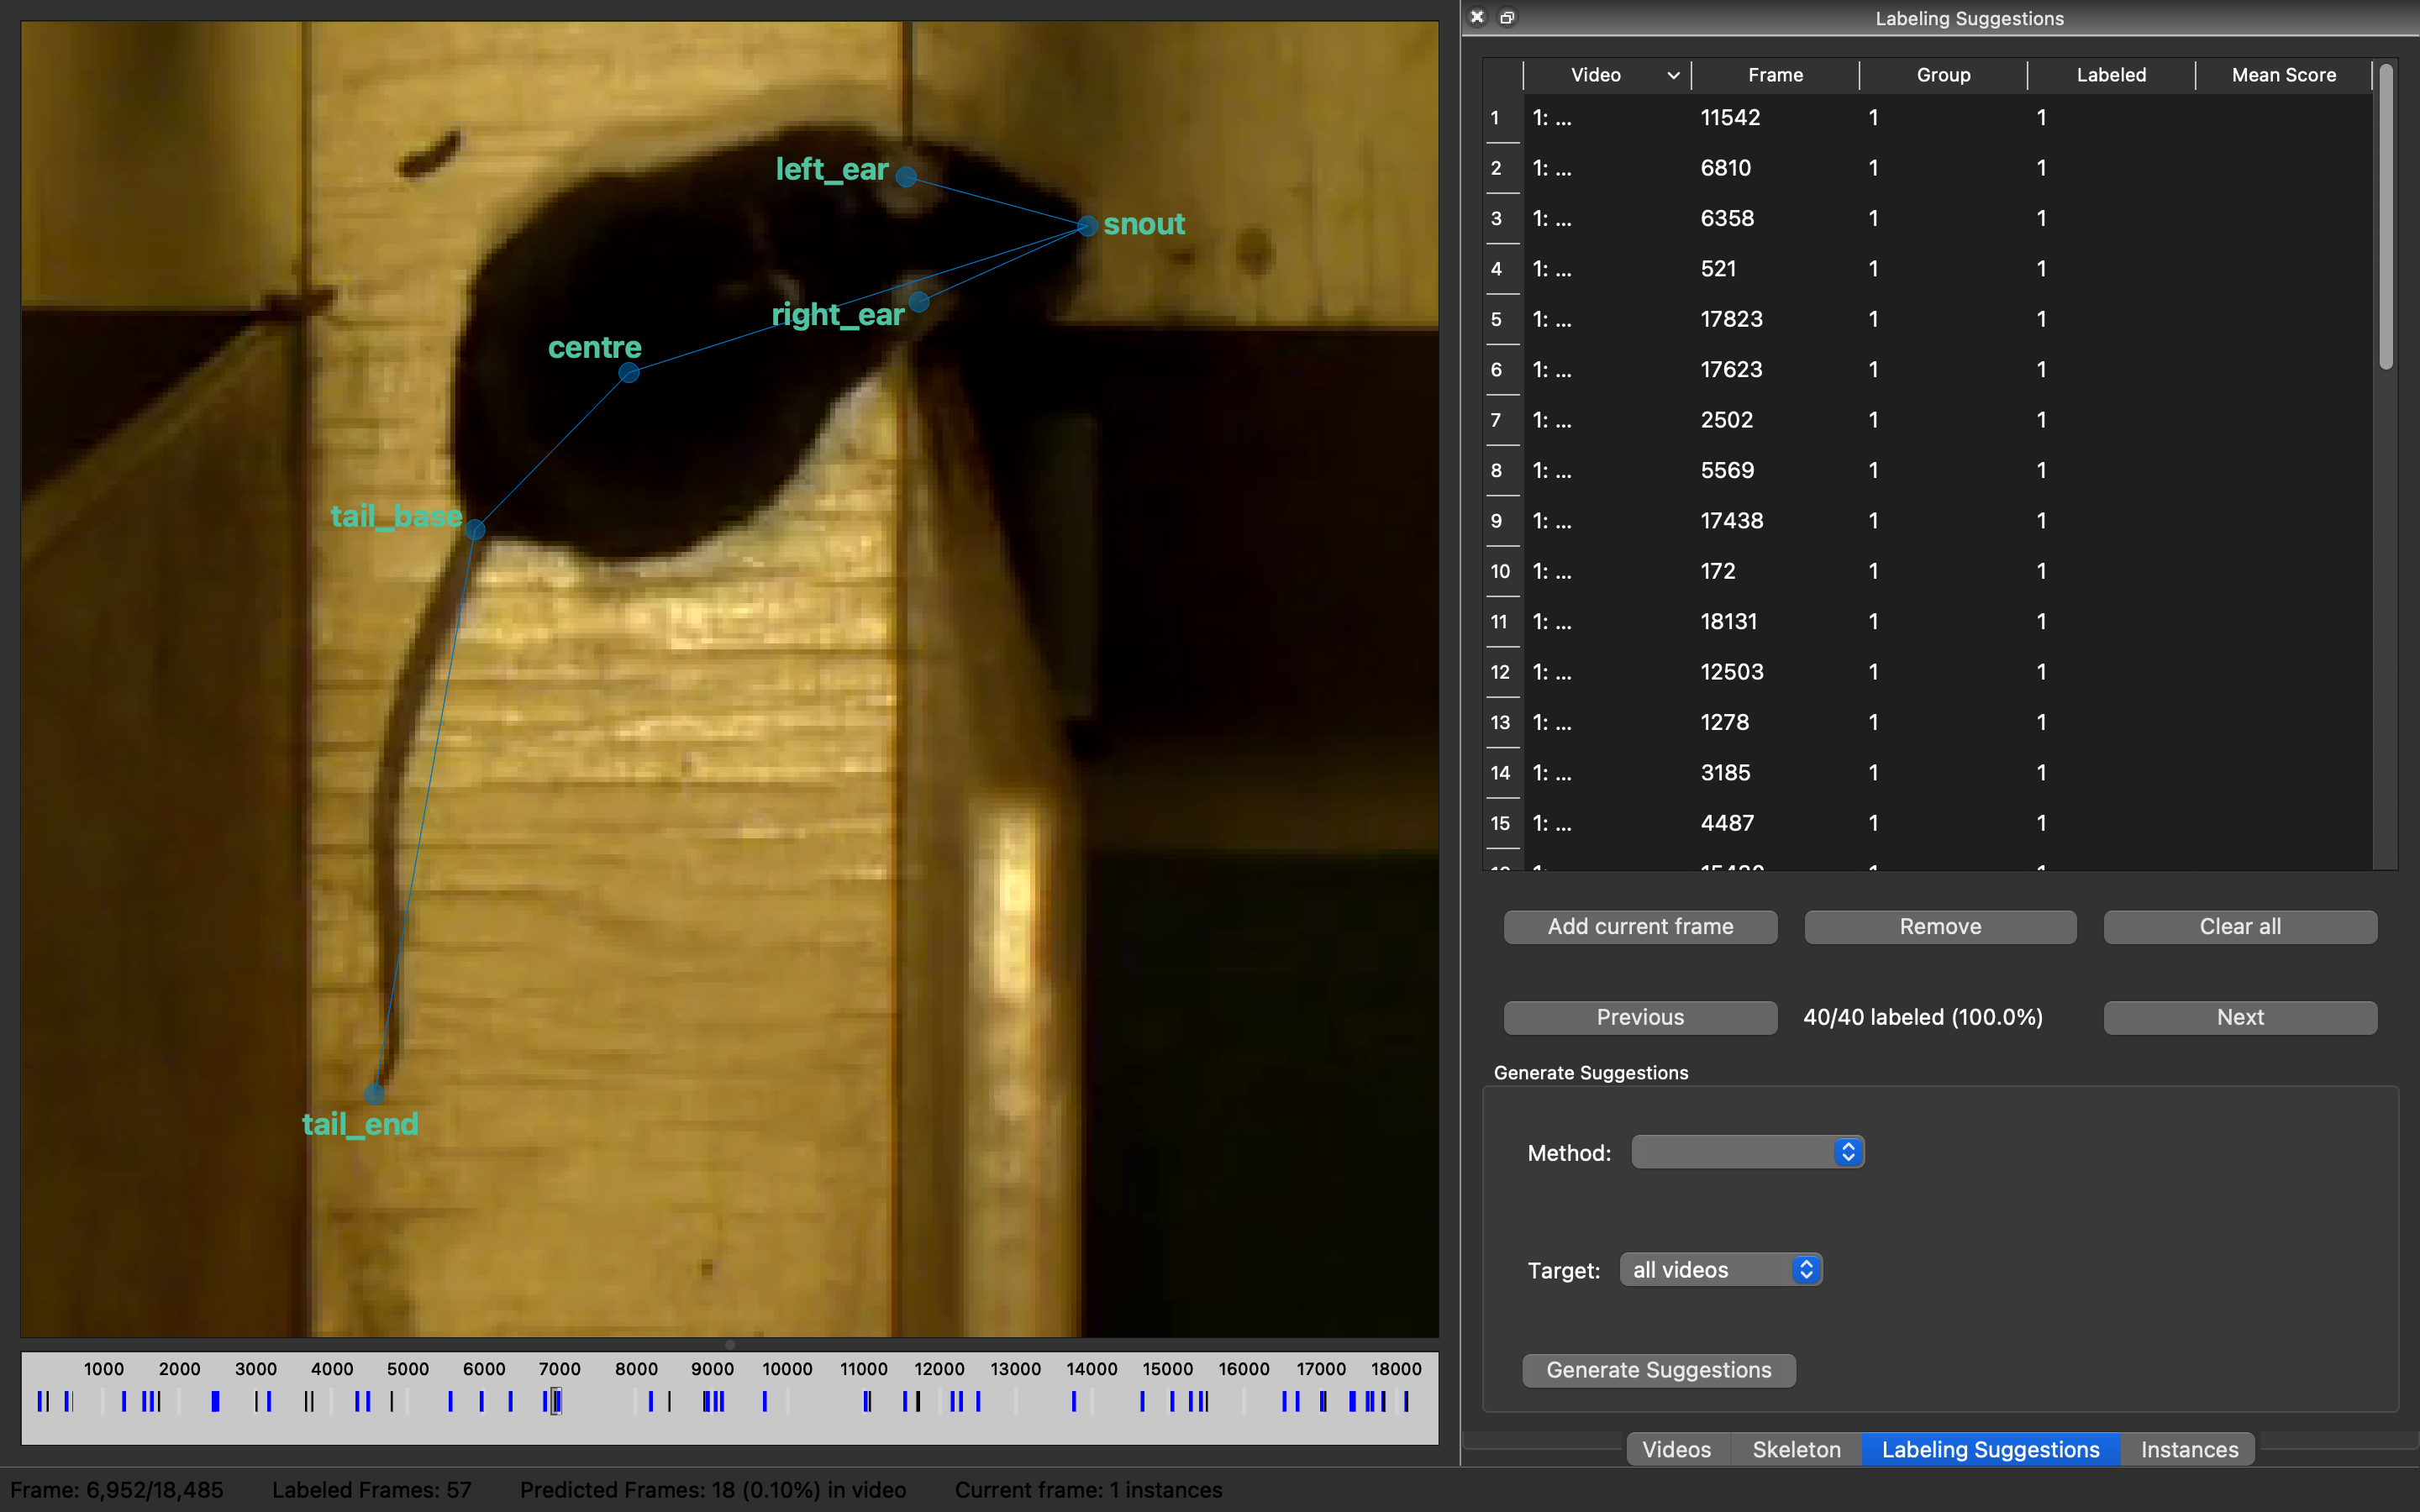 left_ear
snout
right_ear
centre
tail_base
tail_end
1000 2000 3000 4000 5000 6000 7000 8000 9000 10000 11000 12000 13000 14000 15000 16000 17000 18000
Frame: 6,952/18,485 Labeled Frames: 57 Predicted Frames: 18 (0.10%) in video Current frame: 1 instances
Labeling Suggestions
Video Frame Group Labeled Mean Score
1 1: ... 11542 1 1
2 1: ... 6810 1 1
3 1: ... 6358 1 1
4 1: ... 521 1 1
5 1: ... 17823 1 1
6 1: ... 17623 1 1
7 1: ... 2502 1 1
8 1: ... 5569 1 1
9 1: ... 17438 1 1
10 1: ... 172 1 1
11 1: ... 18131 1 1
12 1: ... 12503 1 1
13 1: ... 1278 1 1
14 1: ... 3185 1 1
15 1: ... 4487 1 1
Add current frame Remove Clear all
Previous 40/40 labeled (100.0%) Next
Generate Suggestions
Method:
Target: all videos
Generate Suggestions
Videos Skeleton Labeling Suggestions Instances